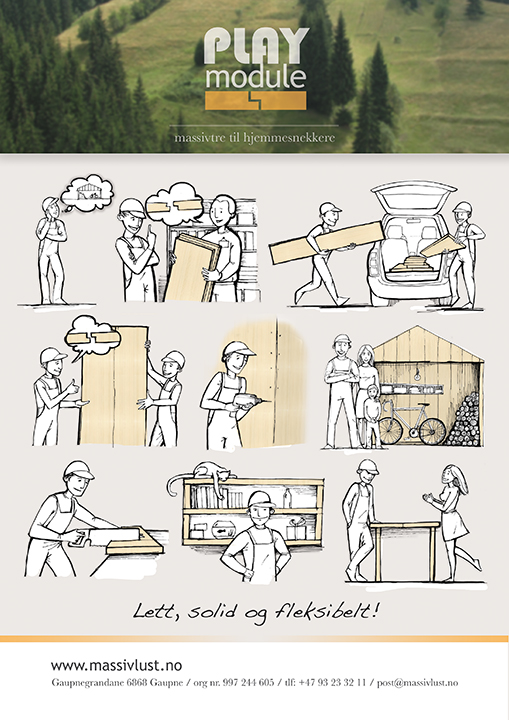 PLAY
module
massivtre til hjemmesnekkere
Lett, solid og fleksibelt!
www.massivlust.no
Gaupnegrandane 6868 Gaupne / org nr. 997 244 605 / tlf: +47 93 23 32 11 / post@massivlust.no